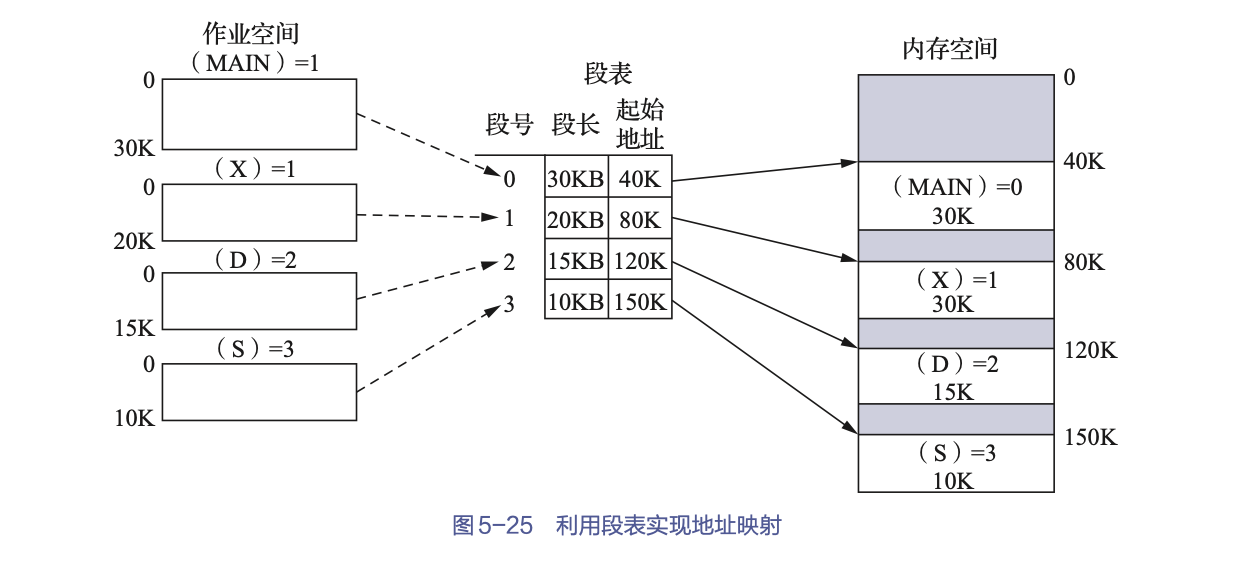 作业空间
（MAIN）=1
0
30K
（X）=1
0
20K
（D）=2
0
15K
（S）=3
0
10K
段表
段号 段长 起始地址
0 30KB 40K
1 20KB 80K
2 15KB 120K
3 10KB 150K
内存空间
0
40K
（MAIN）=0
30K
80K
（X）=1
30K
120K
（D）=2
15K
150K
（S）=3
10K
图5-25 利用段表实现地址映射